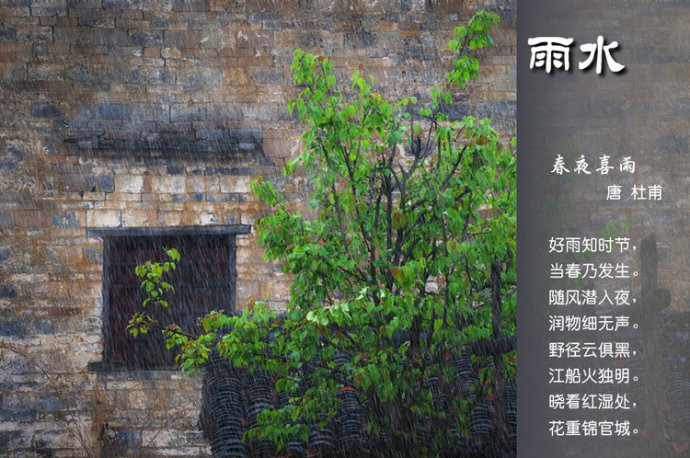 雨水
春夜喜雨
唐 杜甫
好雨知时节，
当春乃发生。
随风潜入夜，
润物细无声。
野径云俱黑，
江船火独明。
晓看红湿处，
花重锦官城。